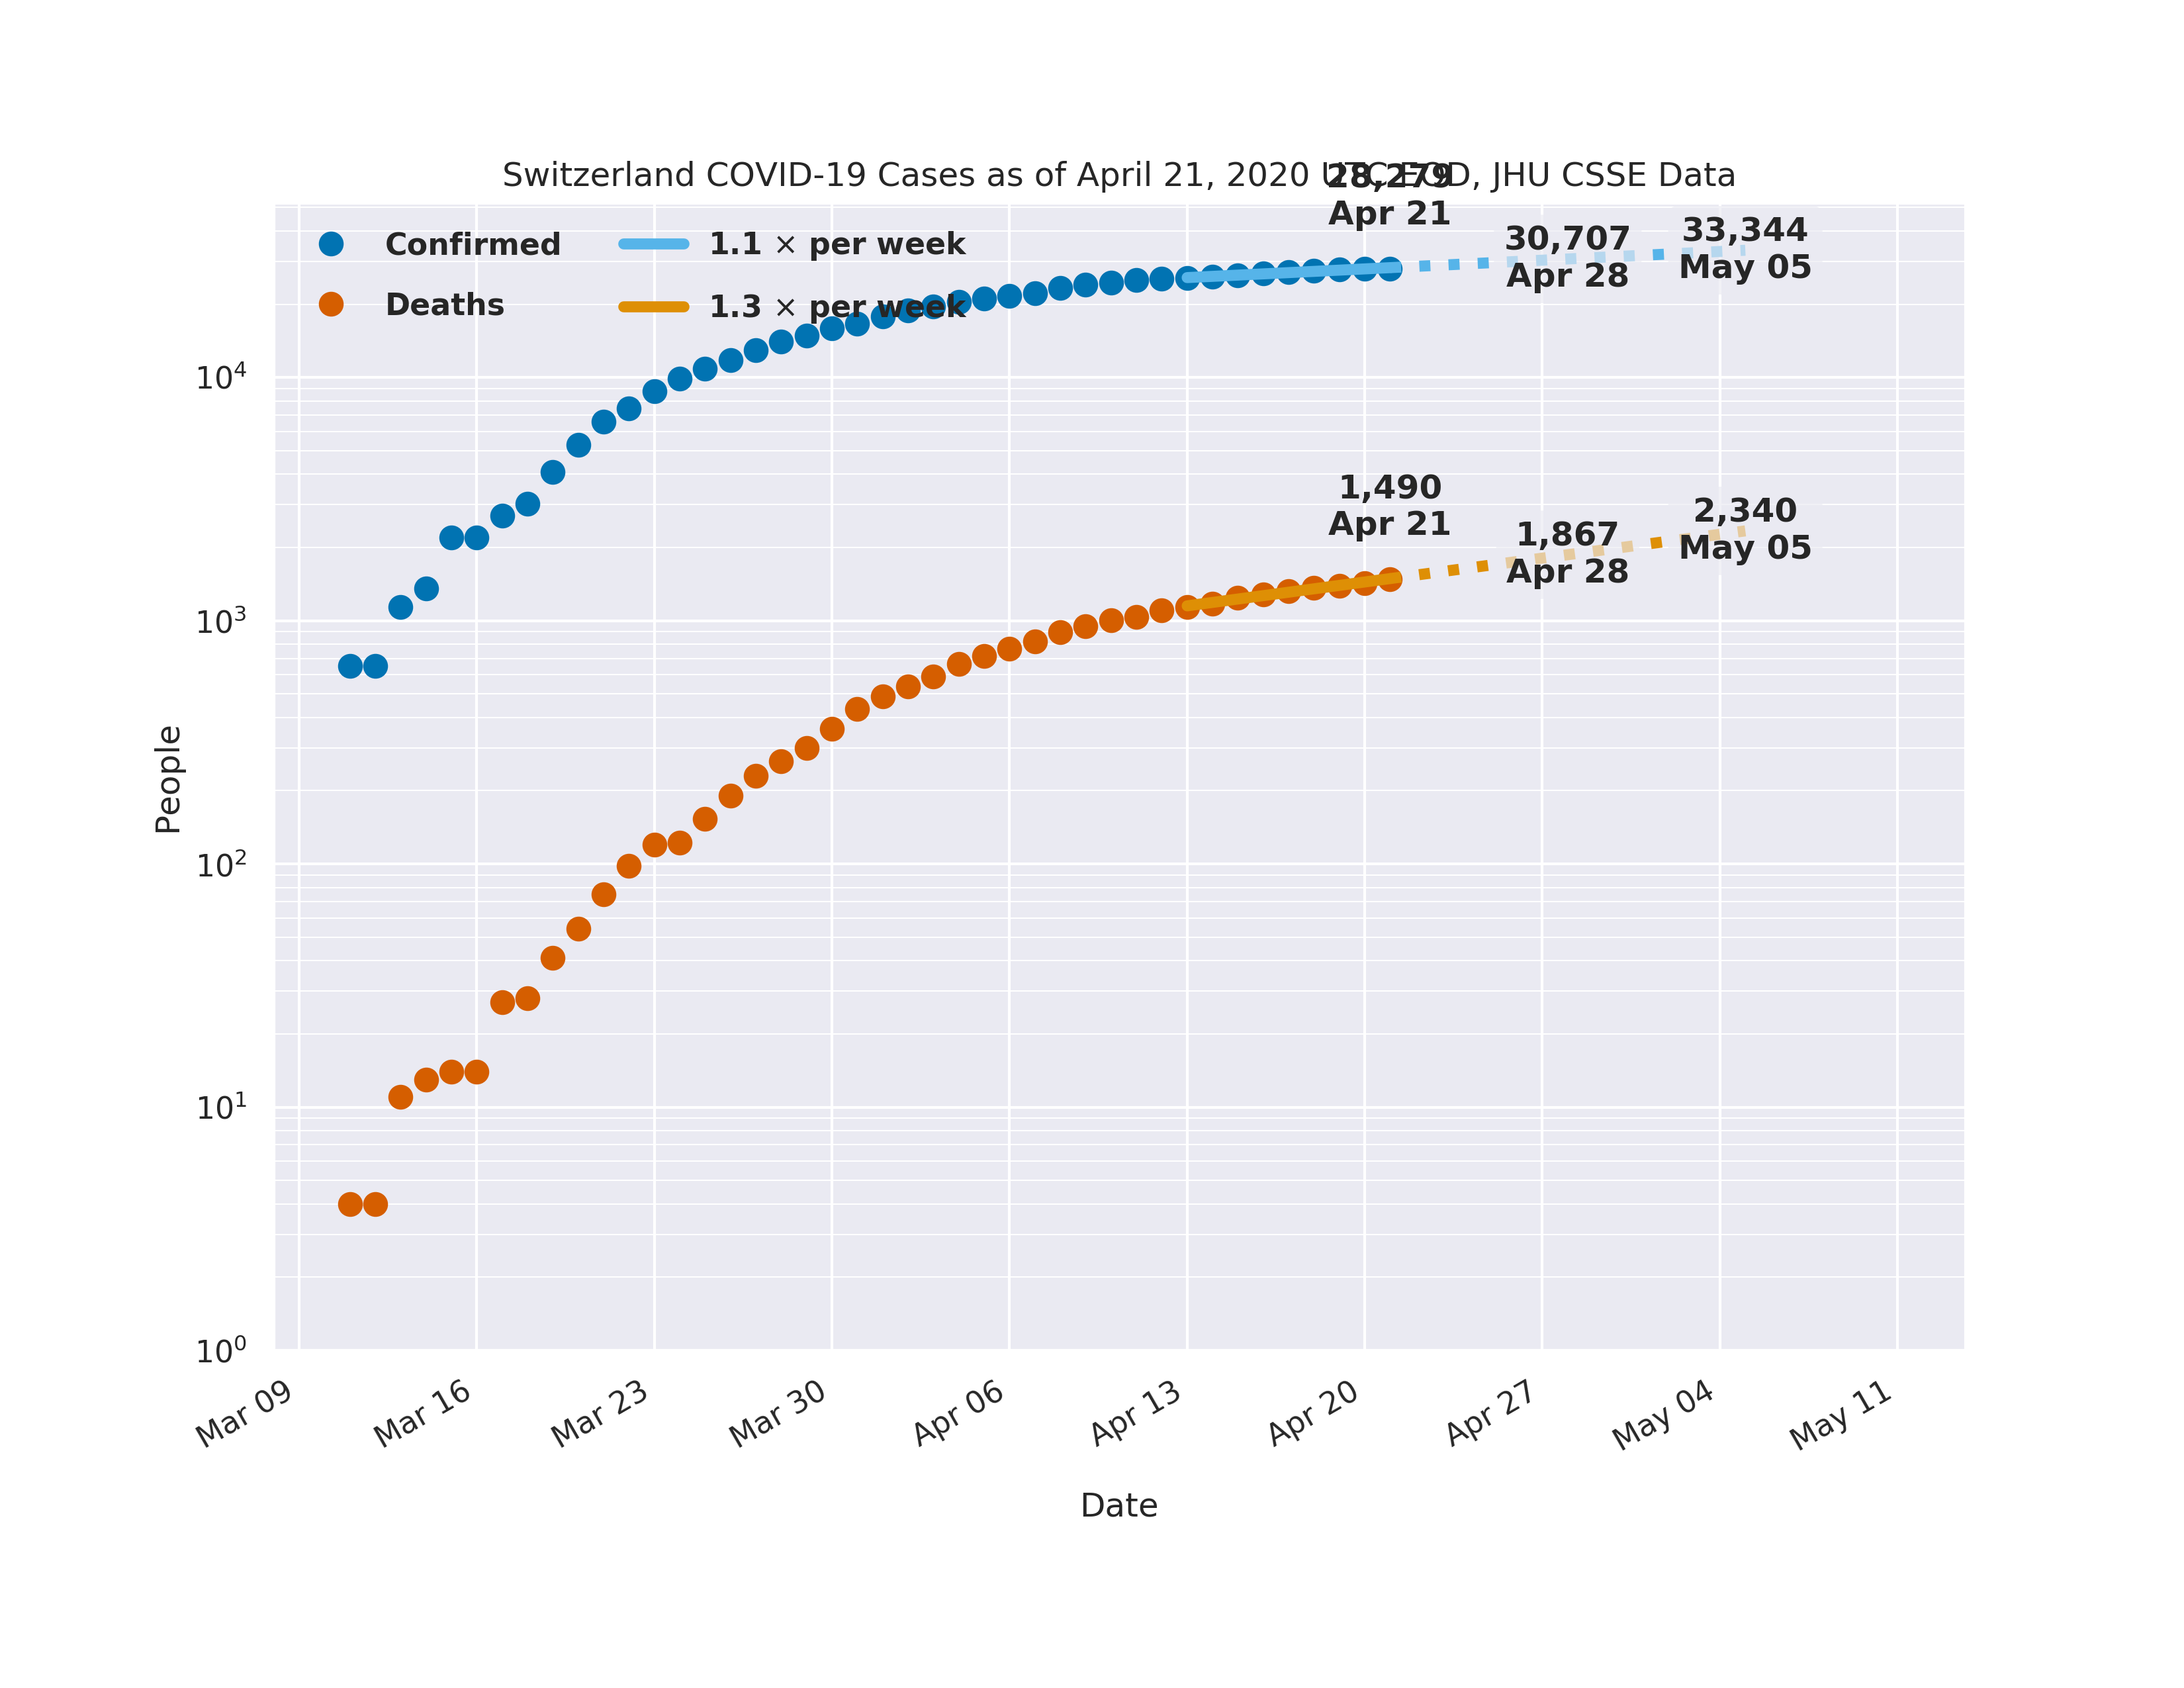 Switzerland COVID-19 Cases as of April 21, 2020 UTC EOD, JHU CSSE Data
28,279
Apr 21
30,707
Apr 28
33,344
May 05
Confirmed
1.1 × per week
Deaths
1.3 × per week
1,490
Apr 21
1,867
Apr 28
2,340
May 05
People
10⁴
10³
10²
10¹
10⁰
Mar 09
Mar 16
Mar 23
Mar 30
Apr 06
Apr 13
Apr 20
Apr 27
May 04
May 11
Date